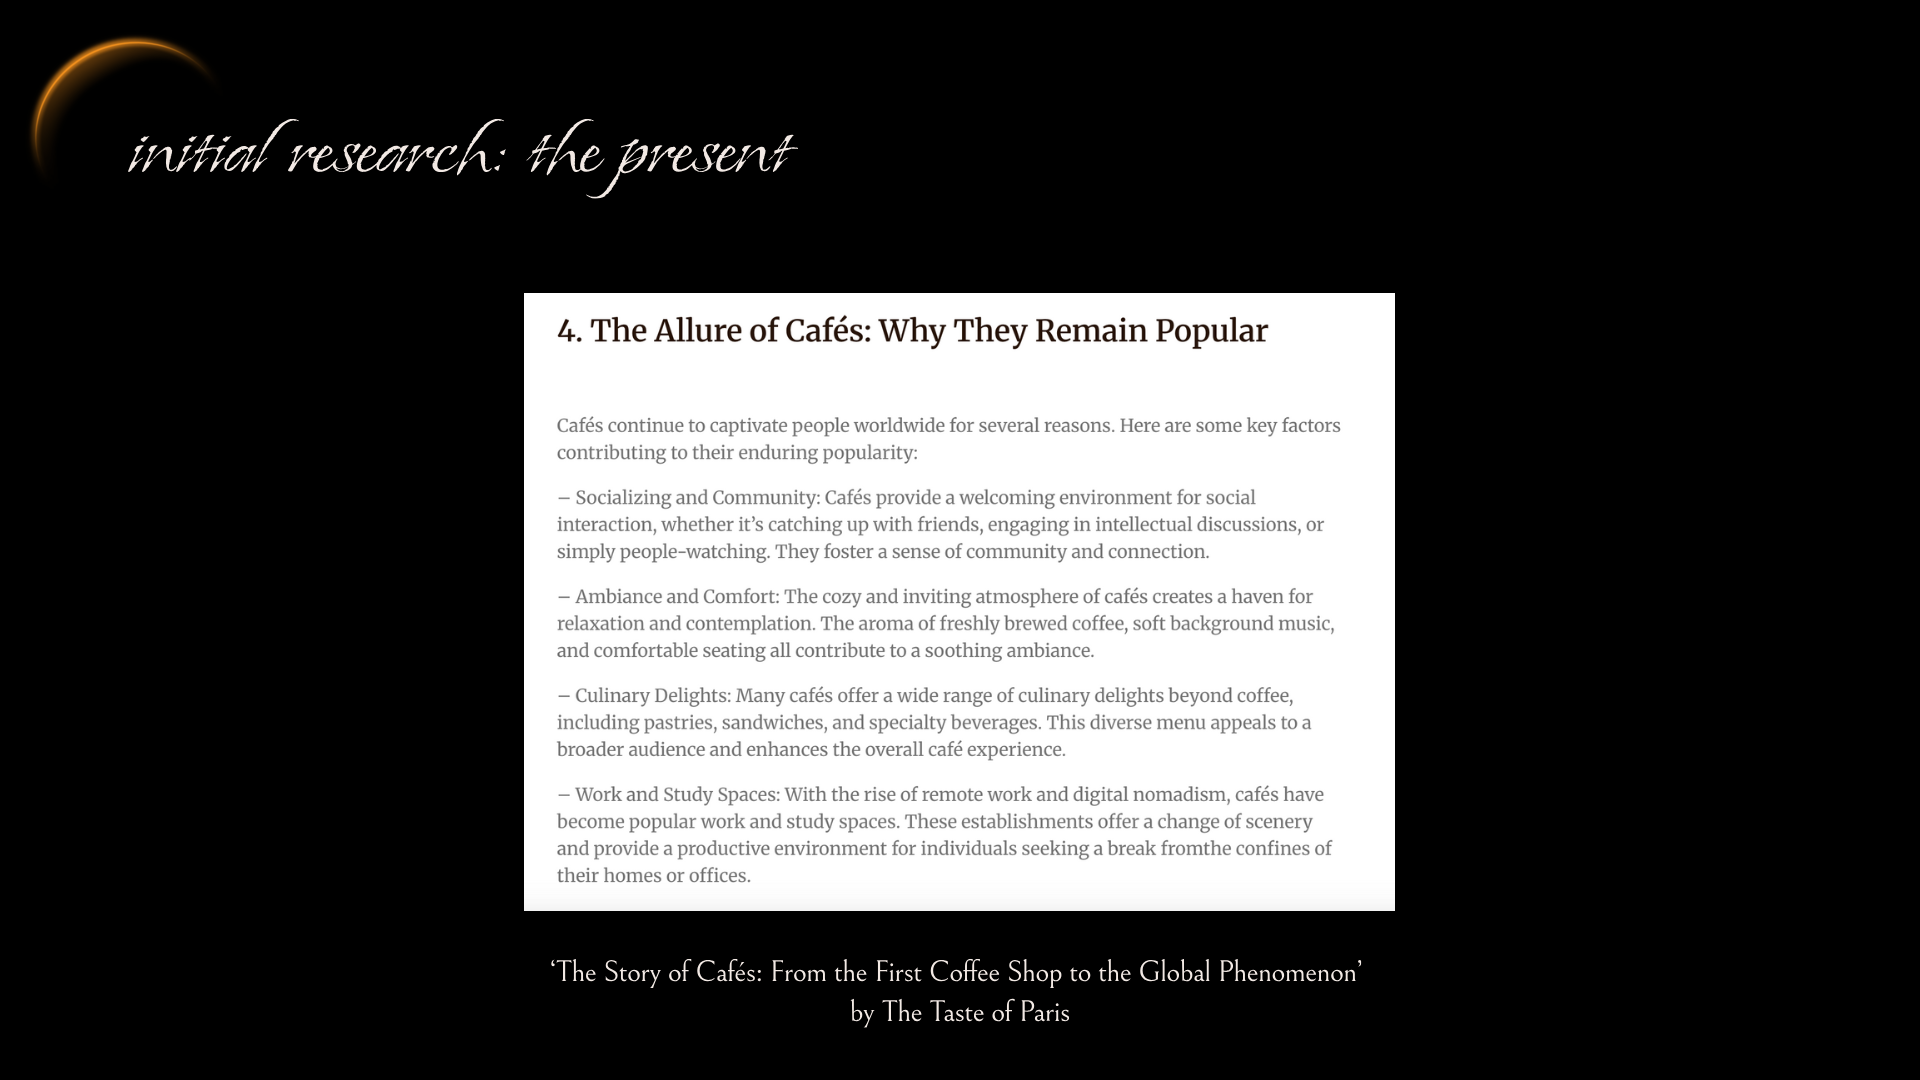 initial research: the present
4. The Allure of Cafés: Why They Remain Popular
Cafés continue to captivate people worldwide for several reasons. Here are some key factors
contributing to their enduring popularity:
– Socializing and Community: Cafés provide a welcoming environment for social
interaction, whether it’s catching up with friends, engaging in intellectual discussions, or
simply people-watching. They foster a sense of community and connection.
– Ambiance and Comfort: The cozy and inviting atmosphere of cafés creates a haven for
relaxation and contemplation. The aroma of freshly brewed coffee, soft background music,
and comfortable seating all contribute to a soothing ambiance.
– Culinary Delights: Many cafés offer a wide range of culinary delights beyond coffee,
including pastries, sandwiches, and specialty beverages. This diverse menu appeals to a
broader audience and enhances the overall café experience.
– Work and Study Spaces: With the rise of remote work and digital nomadism, cafés have
become popular work and study spaces. These establishments offer a change of scenery
and provide a productive environment for individuals seeking a break fromthe confines of
their homes or offices.
‘The Story of Cafés: From the First Coffee Shop to the Global Phenomenon’
by The Taste of Paris